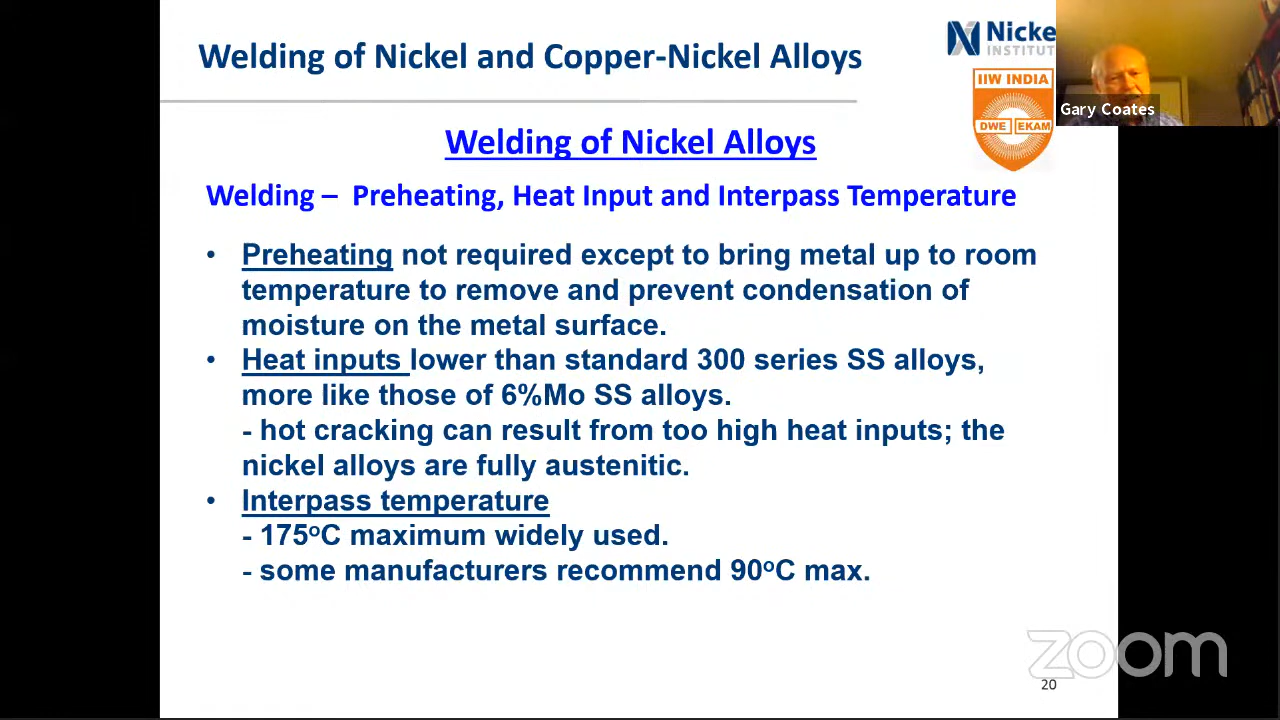 Welding of Nickel and Copper-Nickel Alloys
Nicke
INSTITUT
IIW INDIA
DWE EKAM
Gary Coates
Welding of Nickel Alloys
Welding – Preheating, Heat Input and Interpass Temperature
• Preheating not required except to bring metal up to room
temperature to remove and prevent condensation of
moisture on the metal surface.
• Heat inputs lower than standard 300 series SS alloys,
more like those of 6%Mo SS alloys.
- hot cracking can result from too high heat inputs; the
nickel alloys are fully austenitic.
• Interpass temperature
- 175ºC maximum widely used.
- some manufacturers recommend 90ºC max.
zoom
20